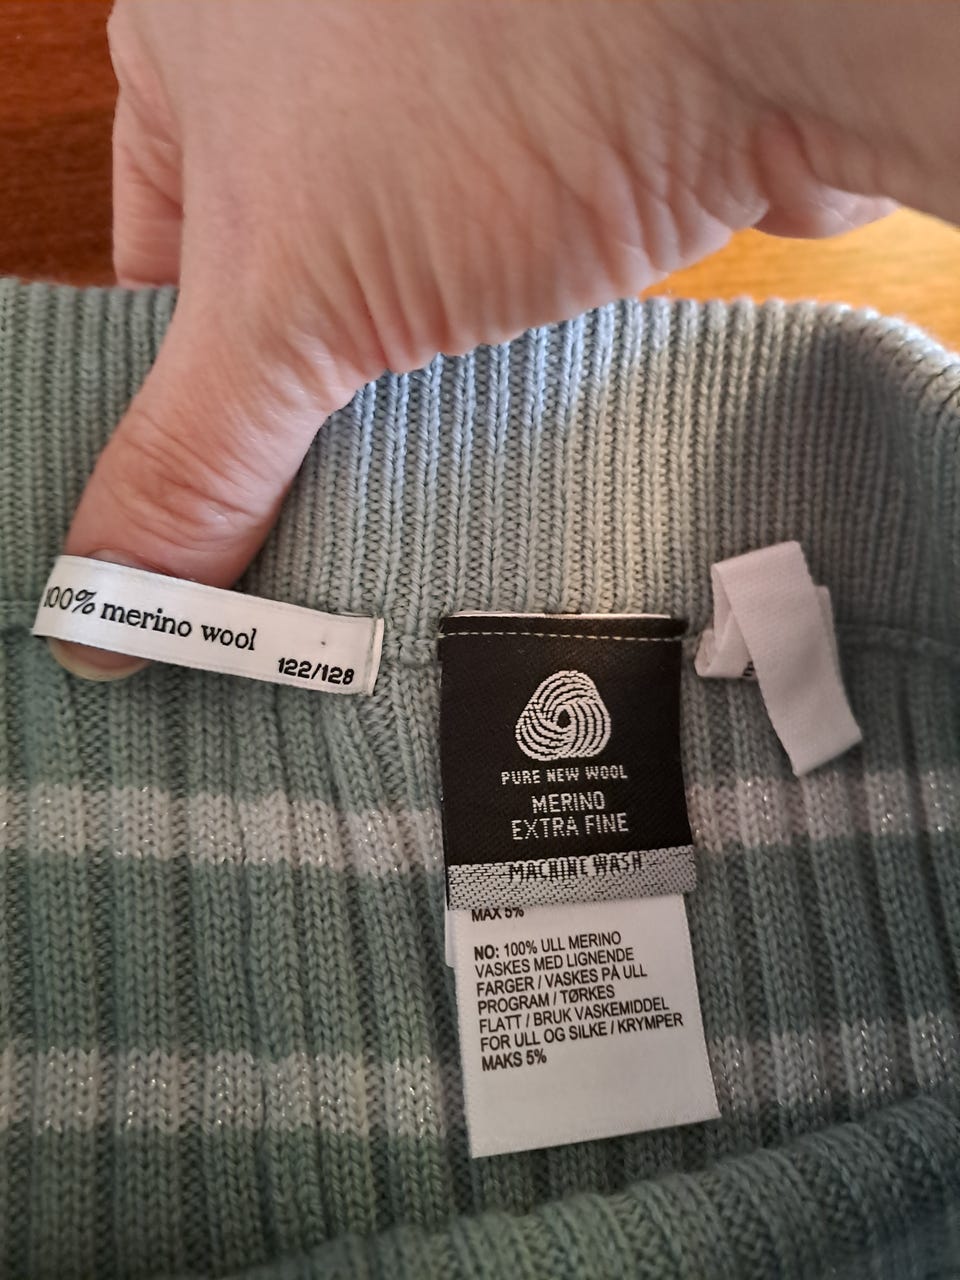 100% merino wool
122/128
PURE NEW WOOL
MERINO
EXTRA FINE
MACHINE WASH
MAX 5%
NO: 100% ULL MERINO
VASKES MED LIGNENDE
FARGER / VASKES PÅ ULL
PROGRAM / TØRKES
FLATT / BRUK VASKEMIDDEL
FOR ULL OG SILKE / KRYMPER
MAKS 5%